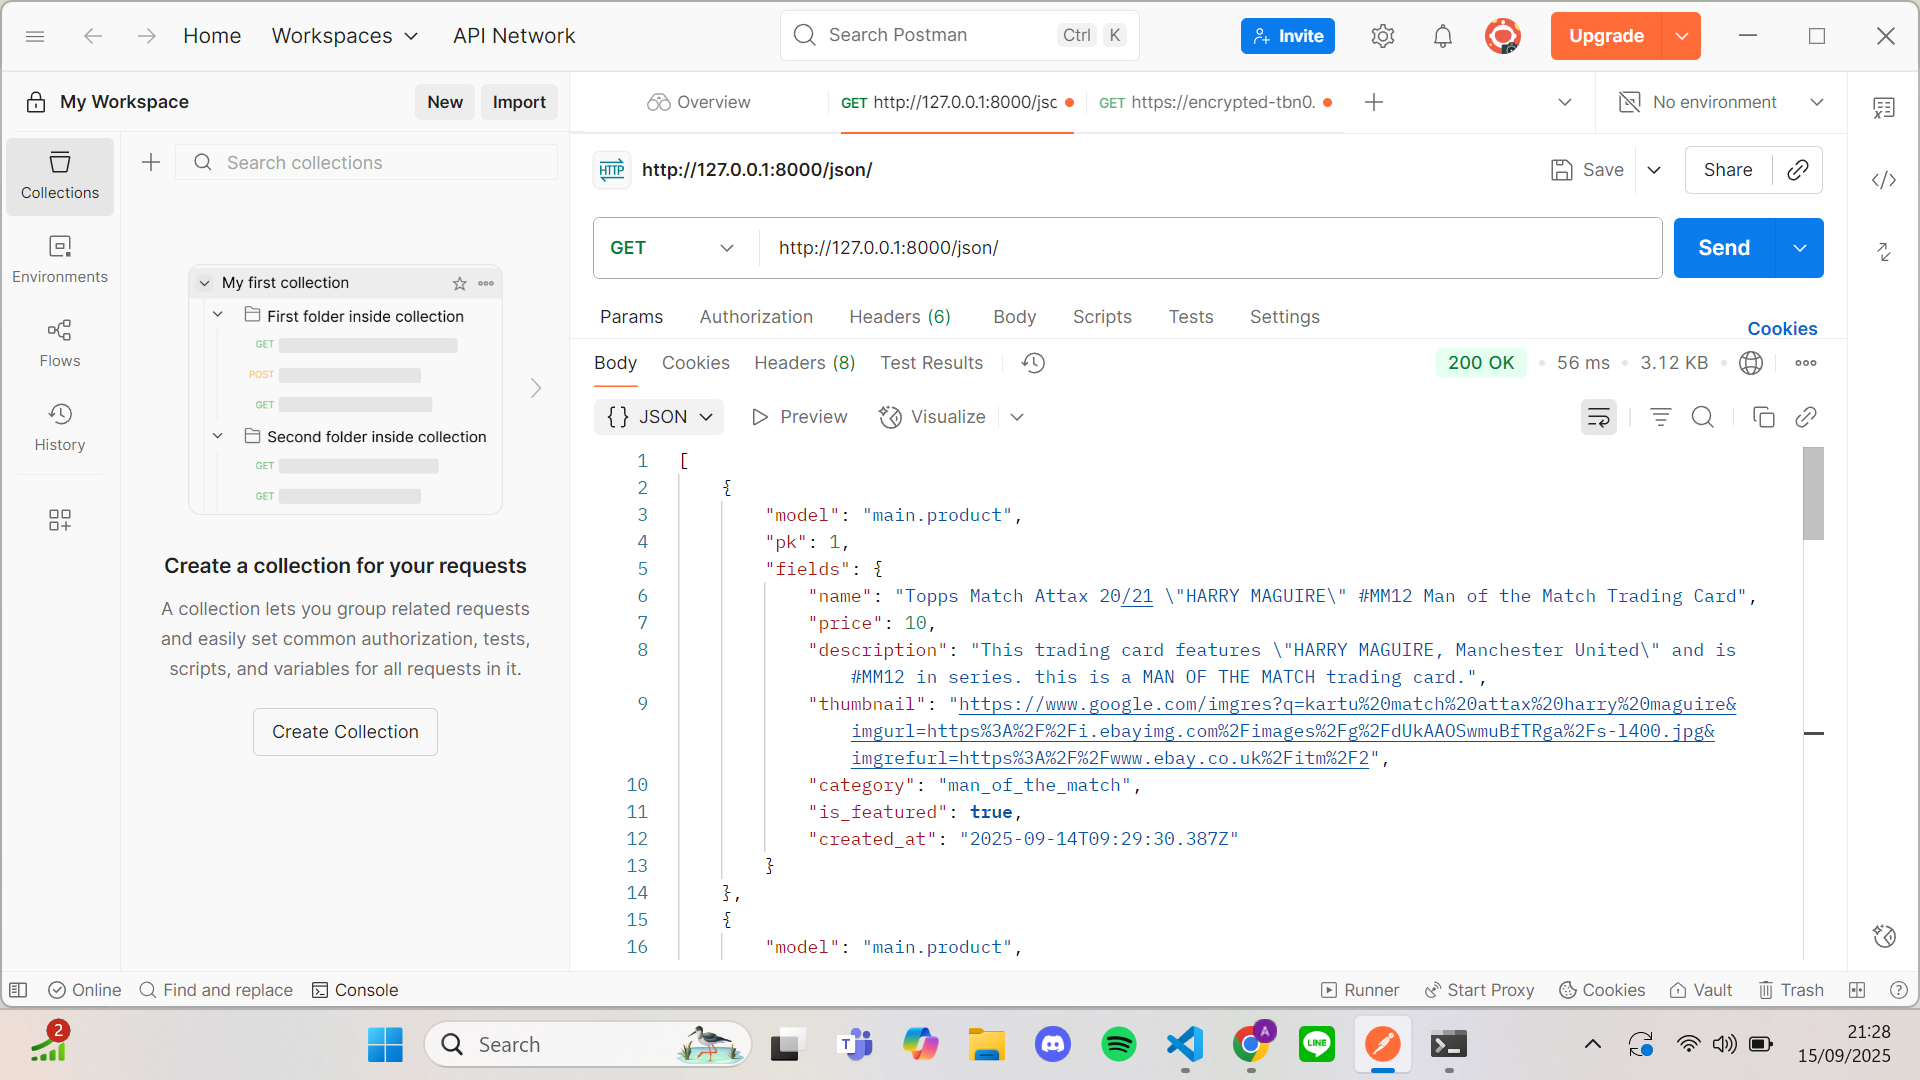 Home
Workspaces
API Network
Search Postman
Ctrl K
Invite
Upgrade
My Workspace
New
Import
Overview
GET http://127.0.0.1:8000/jsc
GET https://encrypted-tbn0.
No environment
Collections
Environments
Flows
History
Search collections
My first collection
First folder inside collection
GET
POST
GET
Second folder inside collection
GET
GET
Create a collection for your requests
A collection lets you group related requests
and easily set common authorization, tests,
scripts, and variables for all requests in it.
Create Collection
HTTP http://127.0.0.1:8000/json/
Save
Share
GET
http://127.0.0.1:8000/json/
Send
Params Authorization Headers (6) Body Scripts Tests Settings
Cookies
Body Cookies Headers (8) Test Results
200 OK 56 ms 3.12 KB
{} JSON Preview Visualize
1 [
2 {
3 "model": "main.product",
4 "pk": 1,
5 "fields": {
6 "name": "Topps Match Attax 20/21 \"HARRY MAGUIRE\" #MM12 Man of the Match Trading Card",
7 "price": 10,
8 "description": "This trading card features \"HARRY MAGUIRE, Manchester United\" and is
#MM12 in series. this is a MAN OF THE MATCH trading card.",
9 "thumbnail": "https://www.google.com/imgres?q=kartu%20match%20attax%20harry%20maguire&
imgurl=https%3A%2F%2Fi.ebayimg.com%2Fimages%2Fg%2FdUkAAOSwmuBfTRga%2Fs-l400.jpg&
imgrefurl=https%3A%2F%2Fwww.ebay.co.uk%2Fitm%2F2",
10 "category": "man_of_the_match",
11 "is_featured": true,
12 "created_at": "2025-09-14T09:29:30.387Z"
13 }
14 },
15 {
16 "model": "main.product",
Online
Find and replace
Console
Runner
Start Proxy
Cookies
Vault
Trash
2
Search
T
A
LINE
21:28
15/09/2025